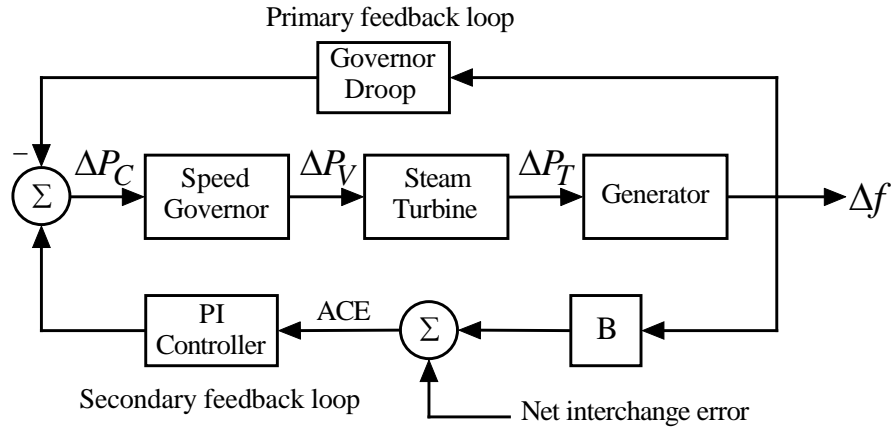 Primary feedback loop
Governor
Droop
−
Σ
ΔP_C
Speed
Governor
ΔP_V
Steam
Turbine
ΔP_T
Generator
Δf
PI
Controller
ACE
Σ
B
Secondary feedback loop
Net interchange error